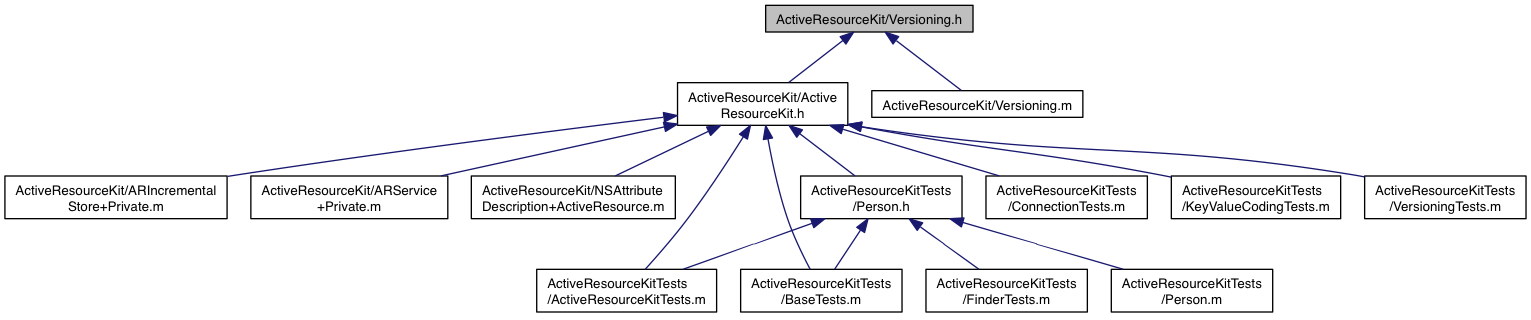 ActiveResourceKit/Versioning.h
ActiveResourceKit/Active
ResourceKit.h
ActiveResourceKit/Versioning.m
ActiveResourceKit/ARIncremental
Store+Private.m
ActiveResourceKit/ARService
+Private.m
ActiveResourceKit/NSAttribute
Description+ActiveResource.m
ActiveResourceKitTests
/Person.h
ActiveResourceKitTests
/ConnectionTests.m
ActiveResourceKitTests
/KeyValueCodingTests.m
ActiveResourceKitTests
/VersioningTests.m
ActiveResourceKitTests
/ActiveResourceKitTests.m
ActiveResourceKitTests
/BaseTests.m
ActiveResourceKitTests
/FinderTests.m
ActiveResourceKitTests
/Person.m